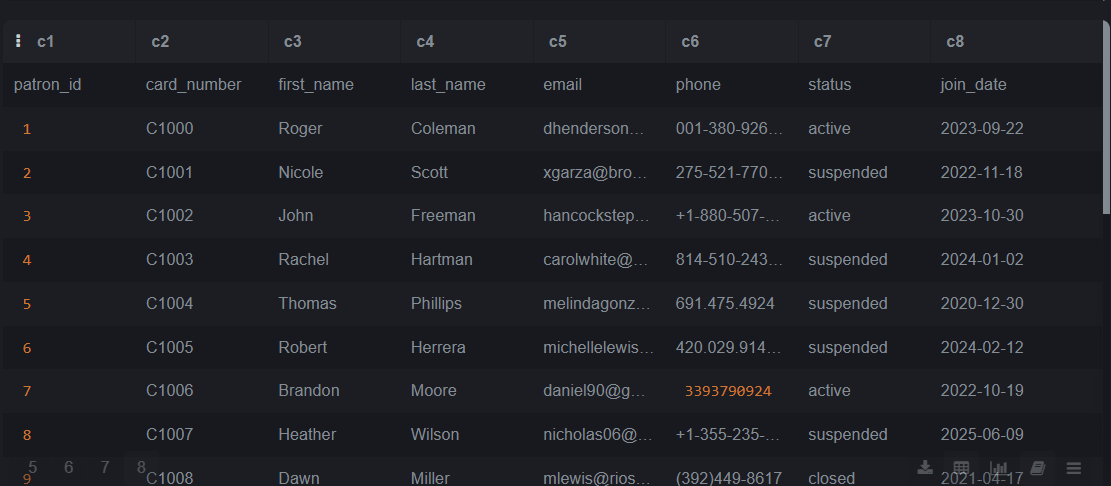 c1 c2 c3 c4 c5 c6 c7 c8
patron_id card_number first_name last_name email phone status join_date
1 C1000 Roger Coleman dhenderson… 001-380-926… active 2023-09-22
2 C1001 Nicole Scott xgarza@bro… 275-521-770… suspended 2022-11-18
3 C1002 John Freeman hancockstep… +1-880-507-… active 2023-10-30
4 C1003 Rachel Hartman carolwhite@… 814-510-243… suspended 2024-01-02
5 C1004 Thomas Phillips melindagonz… 691.475.4924 suspended 2020-12-30
6 C1005 Robert Herrera michellelewis… 420.029.914… suspended 2024-02-12
7 C1006 Brandon Moore daniel90@g… 3393790924 active 2022-10-19
8 C1007 Heather Wilson nicholas06@… +1-355-235-… suspended 2025-06-09
5 6 7 8
9 C1008 Dawn Miller mlewis@rios… (392)449-8617 closed 2021-04-17